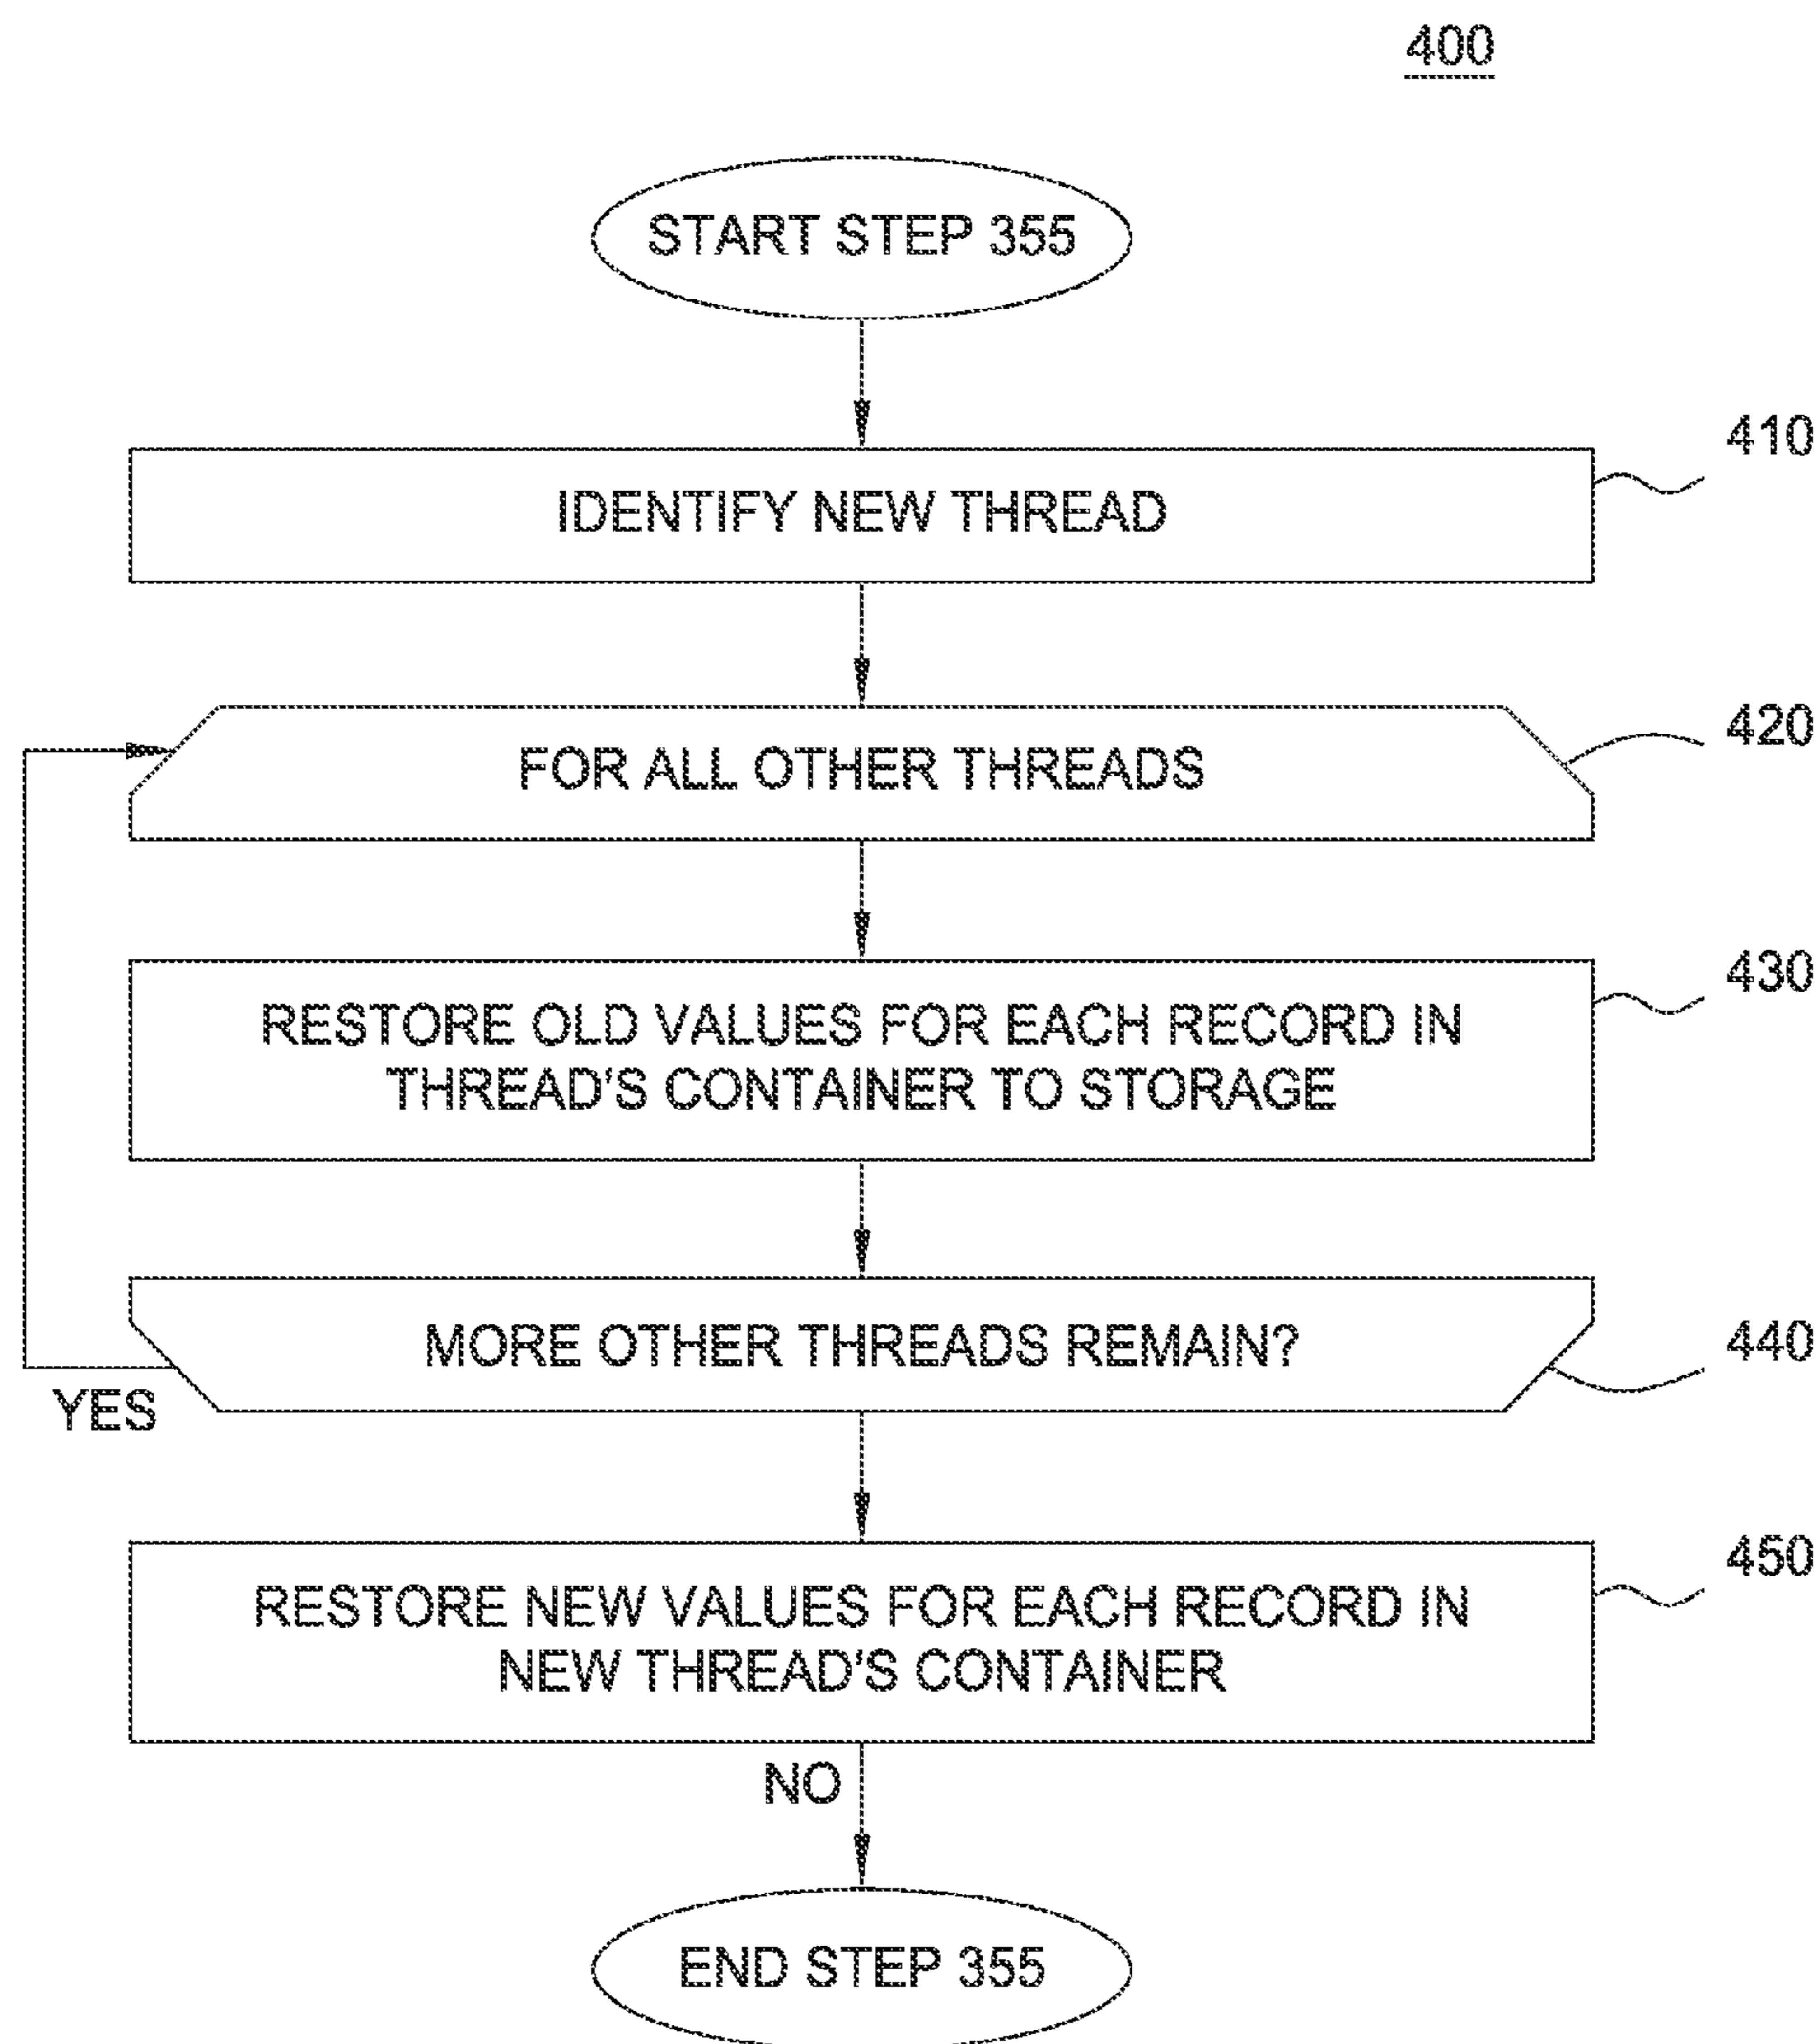 400
START STEP 355
410
IDENTIFY NEW THREAD
420
FOR ALL OTHER THREADS
430
RESTORE OLD VALUES FOR EACH RECORD IN
THREAD'S CONTAINER TO STORAGE
440
MORE OTHER THREADS REMAIN?
YES
450
RESTORE NEW VALUES FOR EACH RECORD IN
NEW THREAD'S CONTAINER
NO
END STEP 355